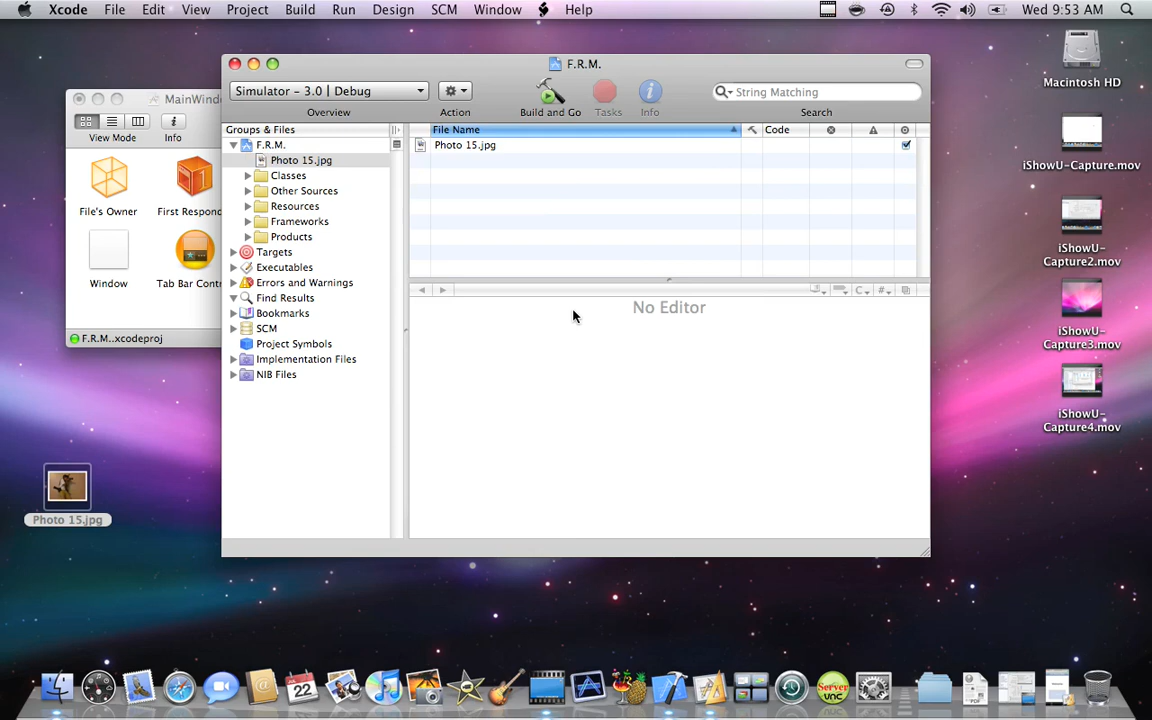 Xcode File Edit View Project Build Run Design SCM Window Help Wed 9:53 AM
F.R.M.
Simulator – 3.0 | Debug
String Matching
Overview Action Build and Go Tasks Info Search
Groups & Files
File Name Code
F.R.M.
Photo 15.jpg
Photo 15.jpg
Classes
Other Sources
Resources
Frameworks
Products
Targets
Executables
Errors and Warnings
Find Results
Bookmarks
SCM
Project Symbols
Implementation Files
NIB Files
C
#
No Editor
MainWind
View Mode Info
File's Owner First Respon
Window Tab Bar Contr
F.R.M..xcodeproj
Photo 15.jpg
Macintosh HD
iShowU-Capture.mov
iShowU-
Capture2.mov
iShowU-
Capture3.mov
iShowU-
Capture4.mov
22
Server
vnc
PDF